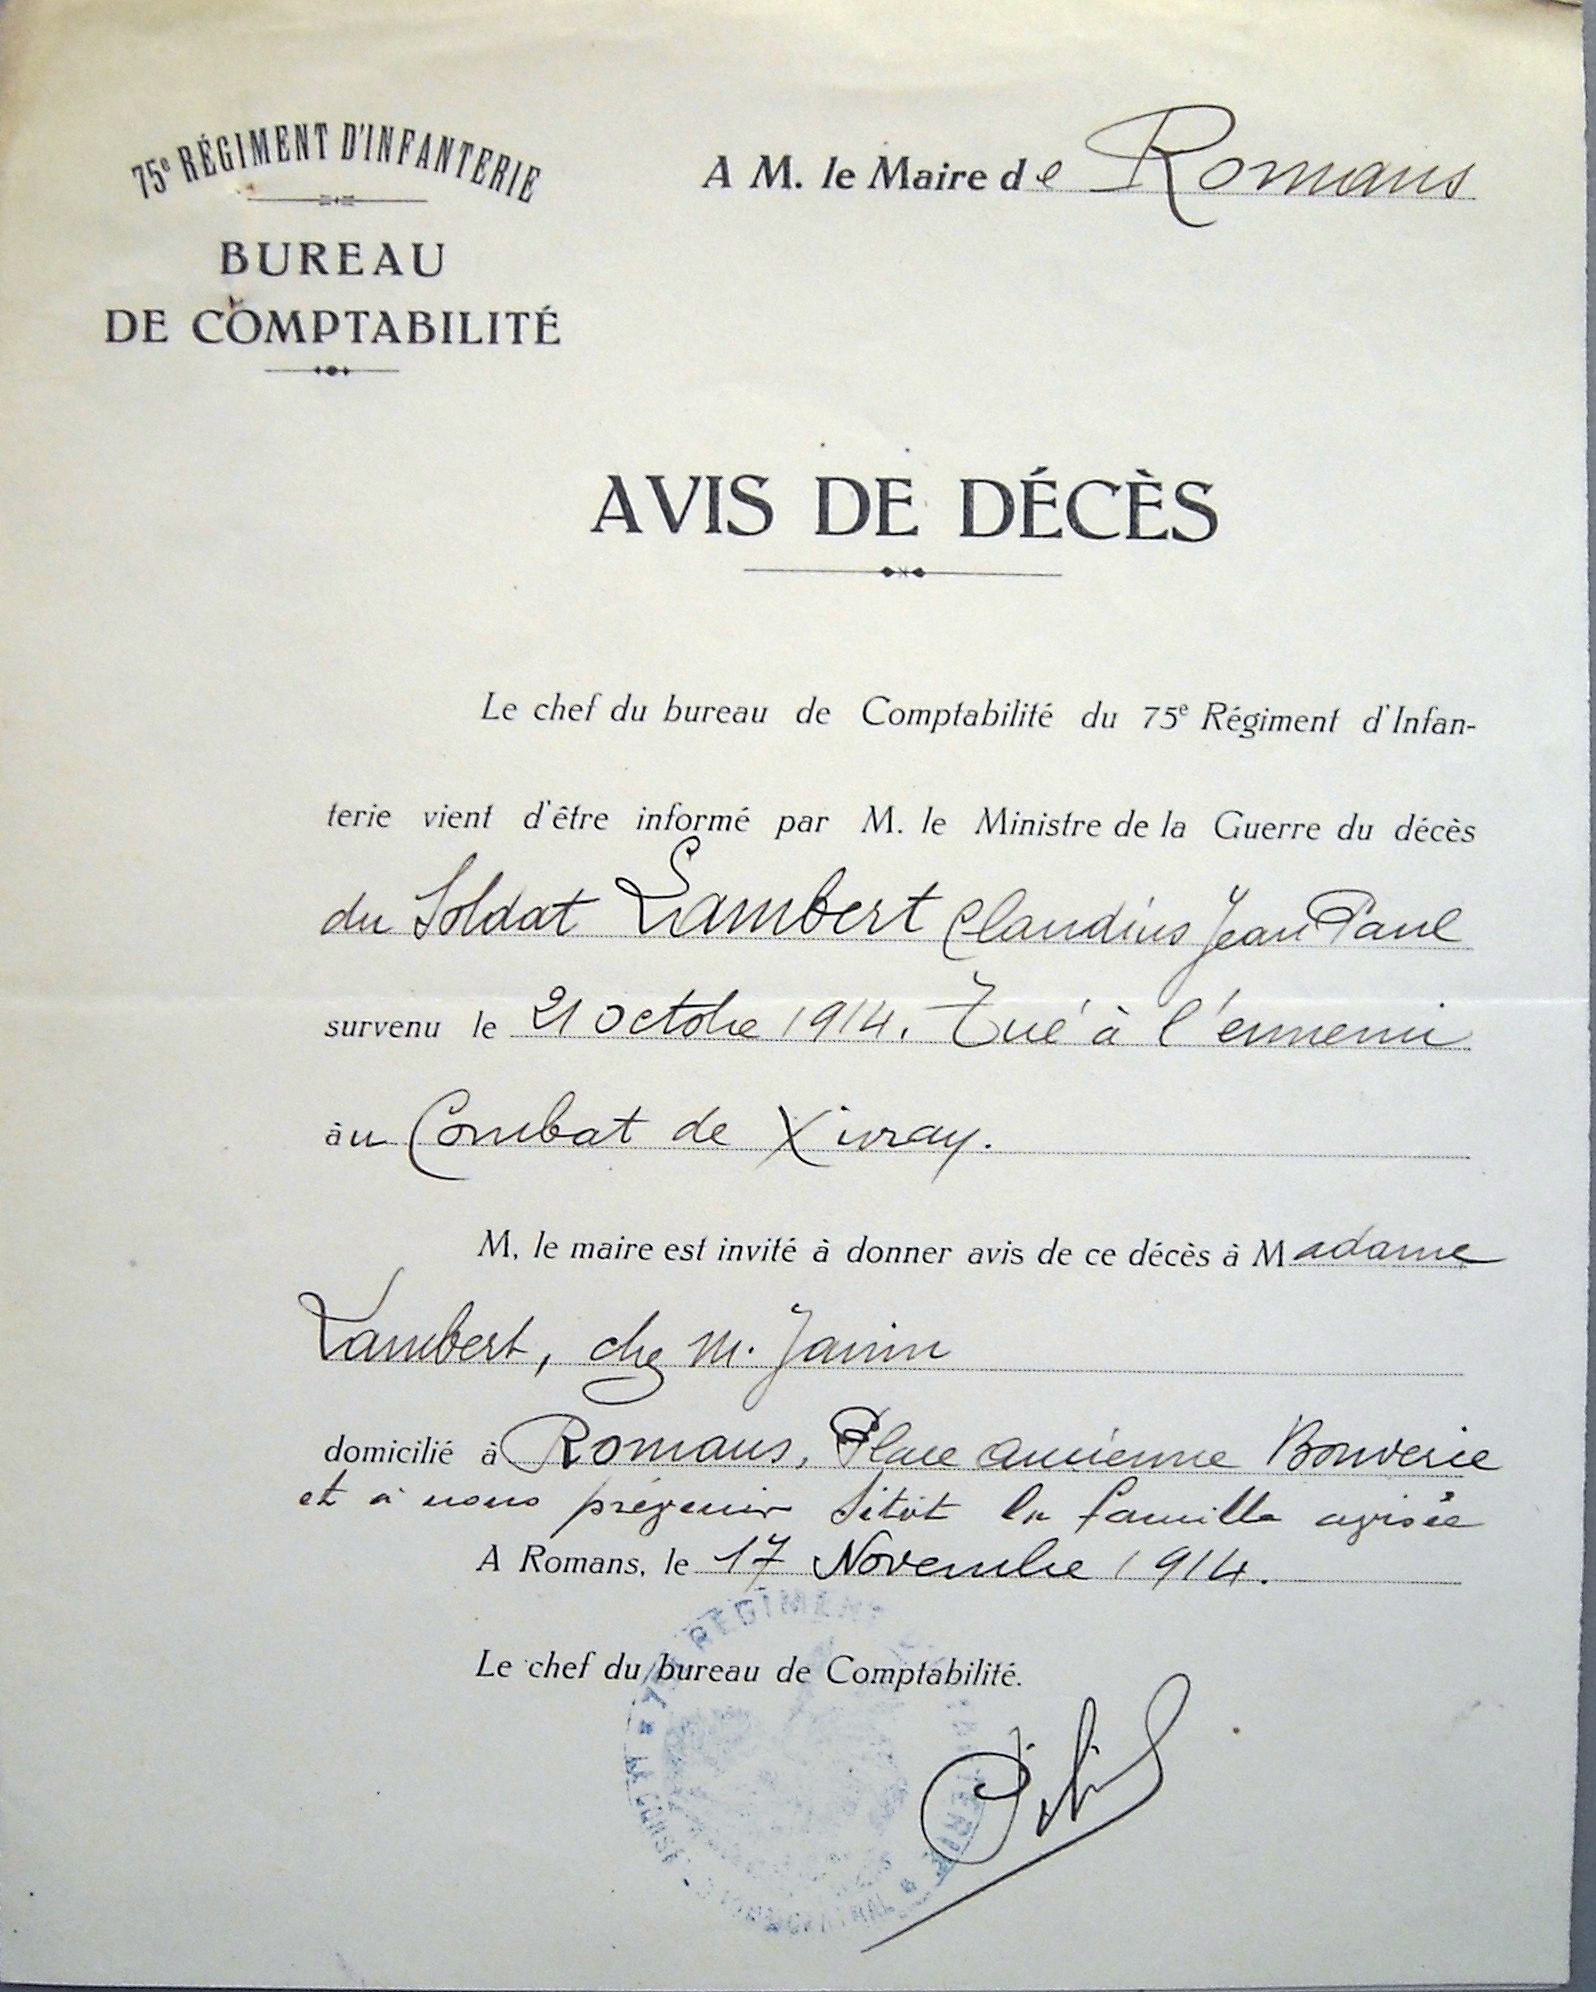 75e RÉGIMENT D'INFANTERIE
BUREAU
DE COMPTABILITÉ
A M. le Maire de Romans
AVIS DE DÉCÈS
Le chef du bureau de Comptabilité du 75e Régiment d'Infan-
terie vient d'être informé par M. le Ministre de la Guerre du décès
du Soldat Lambert Claudius Jean Paul
survenu le 21 octobre 1914. Tué à l'ennemi
àu Combat de Xivray.
M. le maire est invité à donner avis de ce décès à Madame
Lambert, chez M. Janin
domicilié à Romans, Place ancienne Bouverie
et à nous prévenir sitôt la famille avisée
A Romans, le 17 Novembre 1914.
Le chef du bureau de Comptabilité.
RÉGIMENT